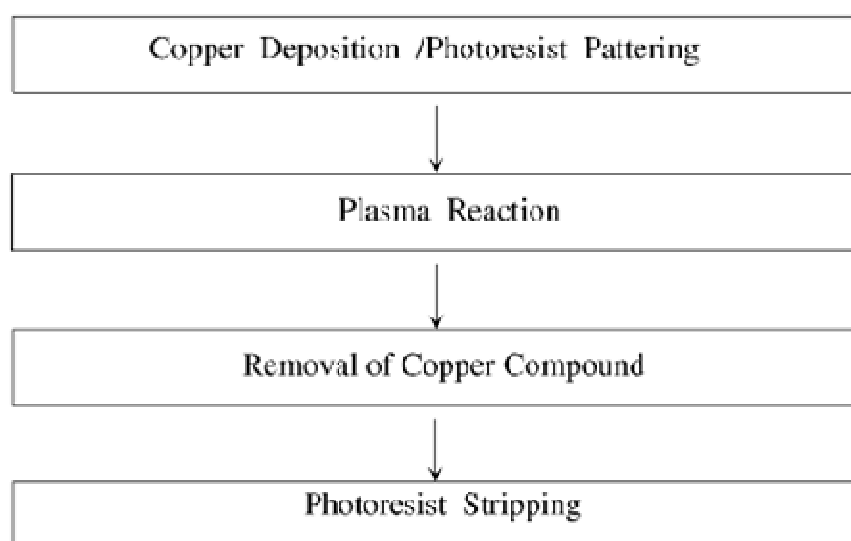 Copper Deposition /Photoresist Pattering
Plasma Reaction
Removal of Copper Compound
Photoresist Stripping